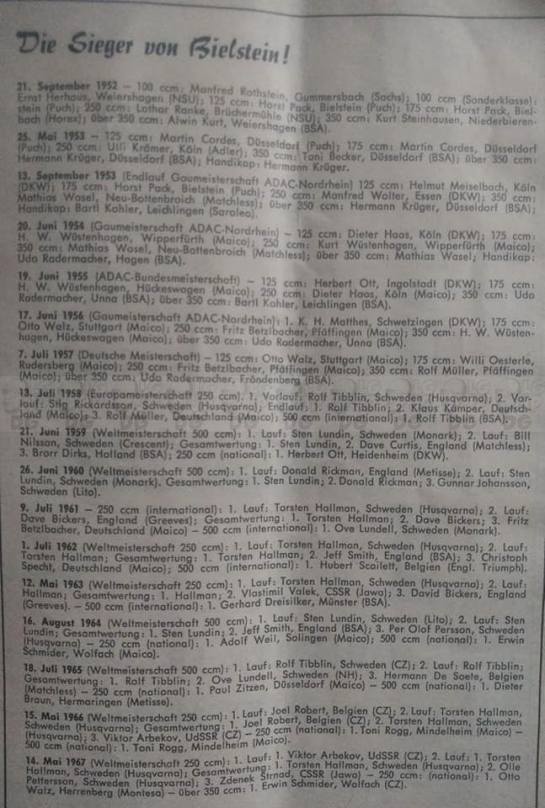 Die Sieger von Bielstein!
21. September 1952 – 100 ccm: Manfred Rothstein, Gummersbach (Sachs); 100 ccm (Sonderklasse):
Ernst Herhaus, Weiershagen (NSU); 125 ccm: Horst Pack, Bielstein (Puch); 175 ccm: Horst Pack, Biel-
stein (Puch); 250 ccm: Lothar Ranke, Brüchermühle (NSU); 350 ccm: Kurt Steinhausen, Niederbieren-
bach (Horex); über 350 ccm: Alwin Kurt, Weiershagen (BSA).
25. Mai 1953 – 125 ccm: Martin Cordes, Düsseldorf (Puch); 175 ccm: Martin Cordes, Düsseldorf
(Puch); 250 ccm: Ulli Krämer, Köln (Adler); 350 ccm: Toni Becker, Düsseldorf (BSA); über 350 ccm:
Hermann Krüger, Düsseldorf (BSA); Handikap: Hermann Krüger.
13. September 1953 (Endlauf Gaumeisterschaft ADAC-Nordrhein) 125 ccm: Helmut Meiselbach, Köln
(DKW); 175 ccm: Horst Pack, Bielstein (Puch); 250 ccm: Manfred Wolter, Essen (DKW); 350 ccm:
Mathias Wasel, Neu-Bottenbroich (Matchless); über 350 ccm: Hermann Krüger, Düsseldorf (BSA);
Handikap: Bartl Kohler, Leichlingen (Sarolea).
20. Juni 1954 (Gaumeisterschaft ADAC-Nordrhein) – 125 ccm: Dieter Haas, Köln (DKW); 175 ccm:
H. W. Wüstenhagen, Wipperfürth (Maico); 250 ccm: Kurt Wüstenhagen, Wipperfürth (Maico);
350 ccm: Mathias Wasel, Neu-Bottenbroich (Matchless); über 350 ccm: Mathias Wasel; Handikap:
Udo Radermacher, Hagen (BSA).
19. Juni 1955 (ADAC-Bundesmeisterschaft) – 125 ccm: Herbert Ott, Ingolstadt (DKW); 175 ccm:
H. W. Wüstenhagen, Hückeswagen (Maico); 250 ccm: Dieter Haas, Köln (Maico); 350 ccm: Udo
Radermacher, Unna (BSA); über 350 ccm: Bartl Kohler, Leichlingen (BSA).
17. Juni 1956 (Gaumeisterschaft ADAC-Nordrhein): 1. K. H. Matthes, Schwetzingen (DKW); 175 ccm:
Otto Walz, Stuttgart (Maico); 250 ccm: Fritz Betzlbacher, Pfäffingen (Maico); 350 ccm: H. W. Wüsten-
hagen, Hückeswagen (Maico); über 350 ccm: Udo Radermacher, Unna (BSA).
7. Juli 1957 (Deutsche Meisterschaft) – 125 ccm: Otto Walz, Stuttgart (Maico); 175 ccm: Willi Oesterle,
Rudersberg (Maico); 250 ccm: Fritz Betzlbacher, Pfäffingen (Maico); 350 ccm: Rolf Müller, Pfäffingen
(Maico); über 350 ccm: Udo Radermacher, Fröndenberg (BSA).
13. Juli 1958 (Europameisterschaft 250 ccm). 1. Vorlauf: Rolf Tibblin, Schweden (Husqvarna); 2. Vor-
lauf: Stig Rickardsson, Schweden (Husqvarna); Endlauf: 1. Rolf Tibblin; 2. Klaus Kämper, Deutsch-
land (Maico); 3. Rolf Müller, Deutschland (Maico); 500 ccm (international): 1. Rolf Tibblin (BSA).
21. Juni 1959 (Weltmeisterschaft 500 ccm): 1. Lauf: Sten Lundin, Schweden (Monark); 2. Lauf: Bill
Nilsson, Schweden (Crescent); Gesamtwertung: 1. Sten Lundin, 2. Dave Curtis, England (Matchless);
3. Brorr Dirks, Holland (BSA); 250 ccm (national): 1. Herbert Ott, Heidenheim (DKW).
26. Juni 1960 (Weltmeisterschaft 500 ccm): 1. Lauf: Donald Rickman, England (Metisse); 2. Lauf: Sten
Lundin, Schweden (Monark). Gesamtwertung: 1. Sten Lundin; 2. Donald Rickman; 3. Gunnar Johansson,
Schweden (Lito).
9. Juli 1961 – 250 ccm (international): 1. Lauf: Torsten Hallman, Schweden (Husqvarna); 2. Lauf:
Dave Bickers, England (Greeves); Gesamtwertung: 1. Torsten Hallman; 2. Dave Bickers; 3. Fritz
Betzlbacher, Deutschland (Maico) – 500 ccm (international): 1. Ove Lundell, Schweden (Monark).
1. Juli 1962 (Weltmeisterschaft 250 ccm): 1. Lauf: Torsten Hallman, Schweden (Husqvarna); 2. Lauf:
Torsten Hallman; Gesamtwertung: 1. Torsten Hallman; 2. Jeff Smith, England (BSA); 3. Christoph
Specht, Deutschland (Maico); 500 ccm (international): 1. Hubert Scaillett, Belgien (Engl. Triumph).
12. Mai 1963 (Weltmeisterschaft 250 ccm): 1. Lauf: Torsten Hallman, Schweden (Husqvarna); 2. Lauf:
Hallman; Gesamtwertung: 1. Hallman; 2. Vlastimil Valek, CSSR (Jawa); 3. David Bickers, England
(Greeves). – 500 ccm (international): 1. Gerhard Dreisilker, Münster (BSA).
16. August 1964 (Weltmeisterschaft 500 ccm): 1. Lauf: Sten Lundin, Schweden (Lito); 2. Lauf: Sten
Lundin; Gesamtwertung: 1. Sten Lundin; 2. Jeff Smith, England (BSA); 3. Per Olof Persson, Schweden
(Husqvarna) – 250 ccm (national): 1. Adolf Weil, Solingen (Maico); 500 ccm (national): 1. Erwin
Schmider, Wolfach (Maico).
18. Juli 1965 (Weltmeisterschaft 500 ccm): 1. Lauf: Rolf Tibblin, Schweden (CZ); 2. Lauf: Rolf Tibblin;
Gesamtwertung: 1. Rolf Tibblin; 2. Ove Lundell, Schweden (NH); 3. Hermann De Soete, Belgien
(Matchless) – 250 ccm (national): 1. Paul Zitzen, Düsseldorf (Maico) – 500 ccm (national): 1. Dieter
Braun, Hermaringen (Metisse).
15. Mai 1966 (Weltmeisterschaft 250 ccm): 1. Lauf: Joel Robert, Belgien (CZ); 2. Lauf: Torsten Hallman,
Schweden (Husqvarna); Gesamtwertung: 1. Joel Robert, Belgien (CZ); 2. Torsten Hallman, Schweden
(Husqvarna); 3. Viktor Arbekov, UdSSR (CZ) – 250 ccm (national): 1. Toni Rogg, Mindelheim (Maico) –
500 ccm (national): 1. Toni Rogg, Mindelheim (Maico).
14. Mai 1967 (Weltmeisterschaft 250 ccm): 1. Lauf: 1. Viktor Arbekov, UdSSR (CZ); 2. Lauf: 1. Torsten
Hallman, Schweden (Husqvarna); Gesamtwertung: 1. Torsten Hallman, Schweden (Husqvarna); 2. Olle
Pettersson, Schweden (Husqvarna); 3. Zdenek Strnad, CSSR (Jawa) – 250 ccm: (national): 1. Otto
Walz, Herrenberg (Montesa) – über 350 ccm: 1. Erwin Schmider, Wolfach (CZ).